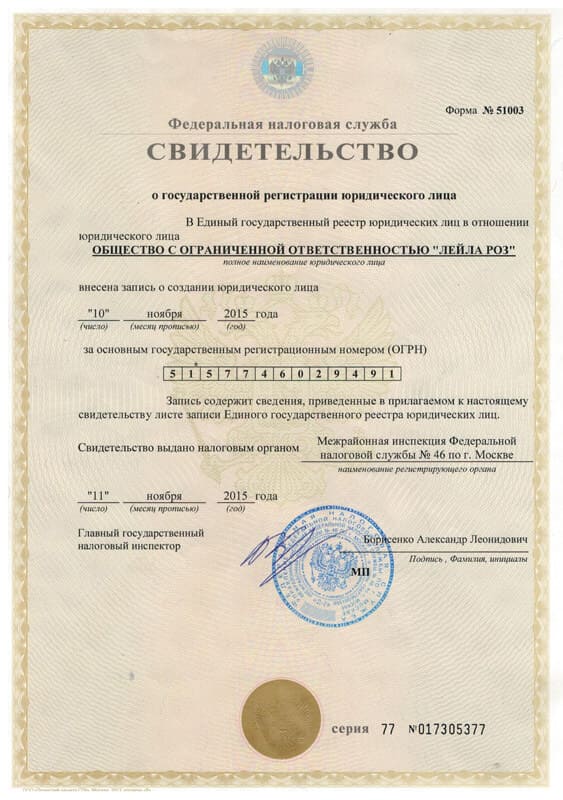 Форма № 51003
Федеральная налоговая служба
СВИДЕТЕЛЬСТВО
о государственной регистрации юридического лица
В Единый государственный реестр юридических лиц в отношении
юридического лица
ОБЩЕСТВО С ОГРАНИЧЕННОЙ ОТВЕТСТВЕННОСТЬЮ "ЛЕЙЛА РОЗ"
полное наименование юридического лица
внесена запись о создании юридического лица
"10" ноября 2015 года
(число) (месяц прописью) (год)
за основным государственным регистрационным номером (ОГРН)
5 1 5 7 7 4 6 0 2 9 4 9 1
Запись содержит сведения, приведенные в прилагаемом к настоящему
свидетельству листе записи Единого государственного реестра юридических лиц.
Свидетельство выдано налоговым органом Межрайонная инспекция Федеральной
налоговой службы № 46 по г. Москве
наименование регистрирующего органа
"11" ноября 2015 года
(число) (месяц прописью) (год)
Главный государственный
налоговый инспектор
Борисенко Александр Леонидович
Подпись , Фамилия, инициалы
МП
серия 77 №017305377